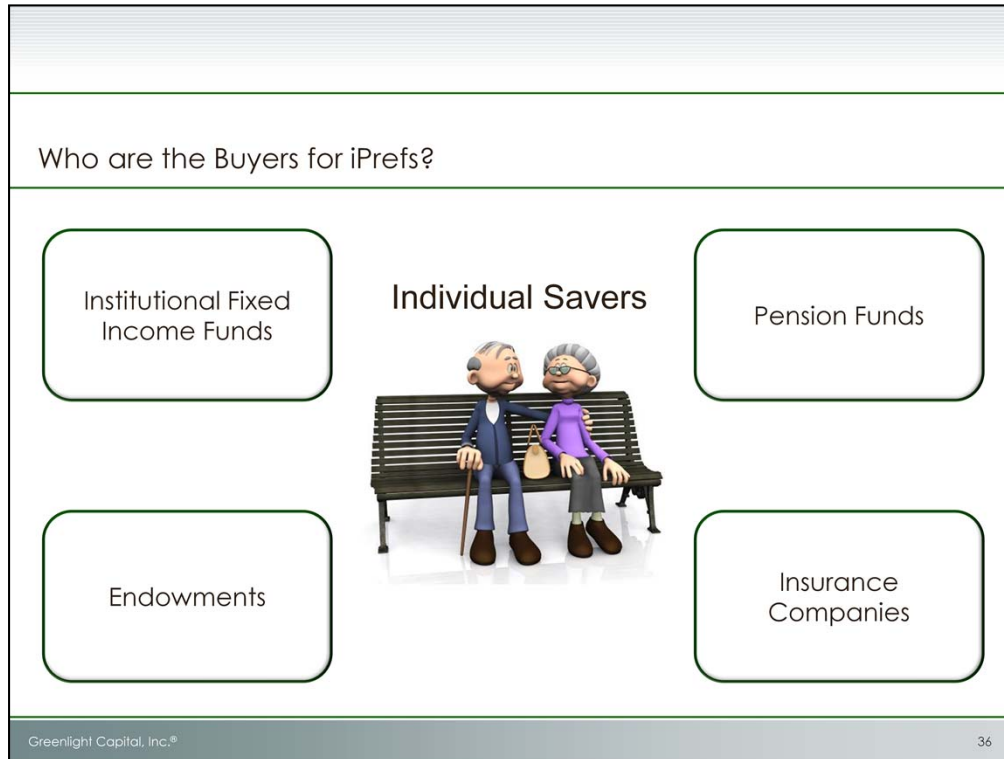 Who are the Buyers for iPrefs?
Institutional Fixed
Income Funds
Individual Savers
Pension Funds
Endowments
Insurance
Companies
Greenlight Capital, Inc.®
36